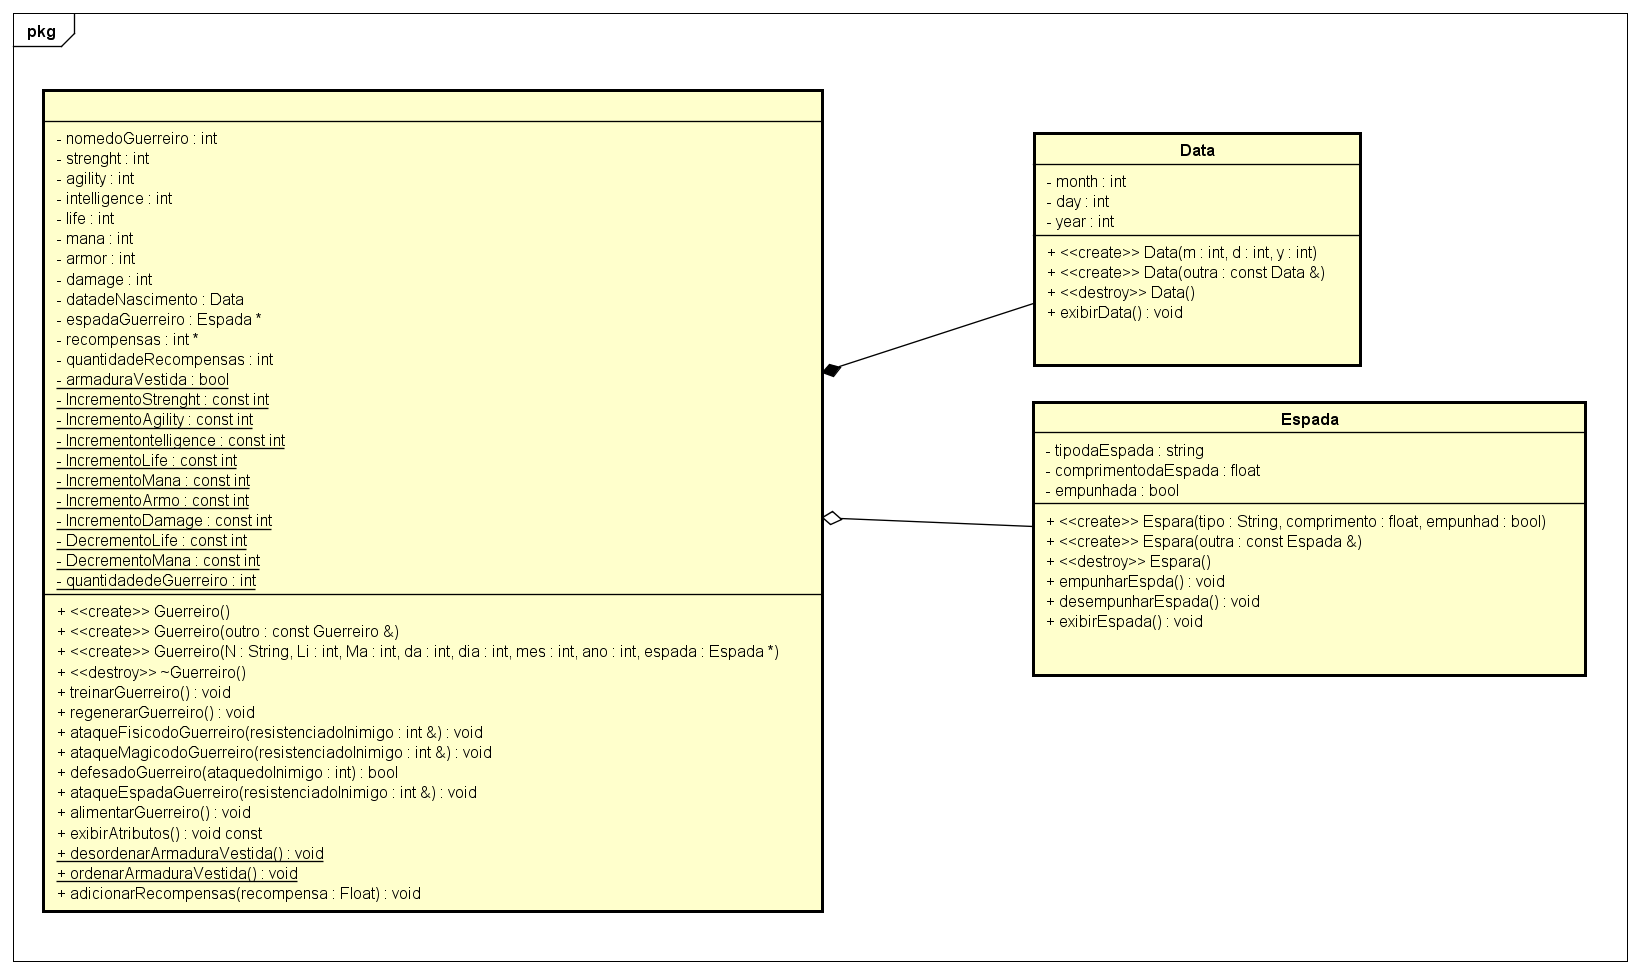 pkg
- nomedoGuerreiro : int
- strenght : int
- agility : int
- intelligence : int
- life : int
- mana : int
- armor : int
- damage : int
- datadeNascimento : Data
- espadaGuerreiro : Espada *
- recompensas : int *
- quantidadeRecompensas : int
- armaduraVestida : bool
- IncrementoStrenght : const int
- IncrementoAgility : const int
- Incrementontelligence : const int
- IncrementoLife : const int
- IncrementoMana : const int
- IncrementoArmo : const int
- IncrementoDamage : const int
- DecrementoLife : const int
- DecrementoMana : const int
- quantidadedeGuerreiro : int
+ <<create>> Guerreiro()
+ <<create>> Guerreiro(outro : const Guerreiro &)
+ <<create>> Guerreiro(N : String, Li : int, Ma : int, da : int, dia : int, mes : int, ano : int, espada : Espada *)
+ <<destroy>> ~Guerreiro()
+ treinarGuerreiro() : void
+ regenerarGuerreiro() : void
+ ataqueFisicodoGuerreiro(resistenciadoInimigo : int &) : void
+ ataqueMagicodoGuerreiro(resistenciadoInimigo : int &) : void
+ defesadoGuerreiro(ataquedoInimigo : int) : bool
+ ataqueEspadaGuerreiro(resistenciadoInimigo : int &) : void
+ alimentarGuerreiro() : void
+ exibirAtributos() : void const
+ desordenarArmaduraVestida() : void
+ ordenarArmaduraVestida() : void
+ adicionarRecompensas(recompensa : Float) : void
Data
- month : int
- day : int
- year : int
+ <<create>> Data(m : int, d : int, y : int)
+ <<create>> Data(outra : const Data &)
+ <<destroy>> Data()
+ exibirData() : void
Espada
- tipodaEspada : string
- comprimentodaEspada : float
- empunhada : bool
+ <<create>> Espara(tipo : String, comprimento : float, empunhad : bool)
+ <<create>> Espara(outra : const Espada &)
+ <<destroy>> Espara()
+ empunharEspda() : void
+ desempunharEspada() : void
+ exibirEspada() : void